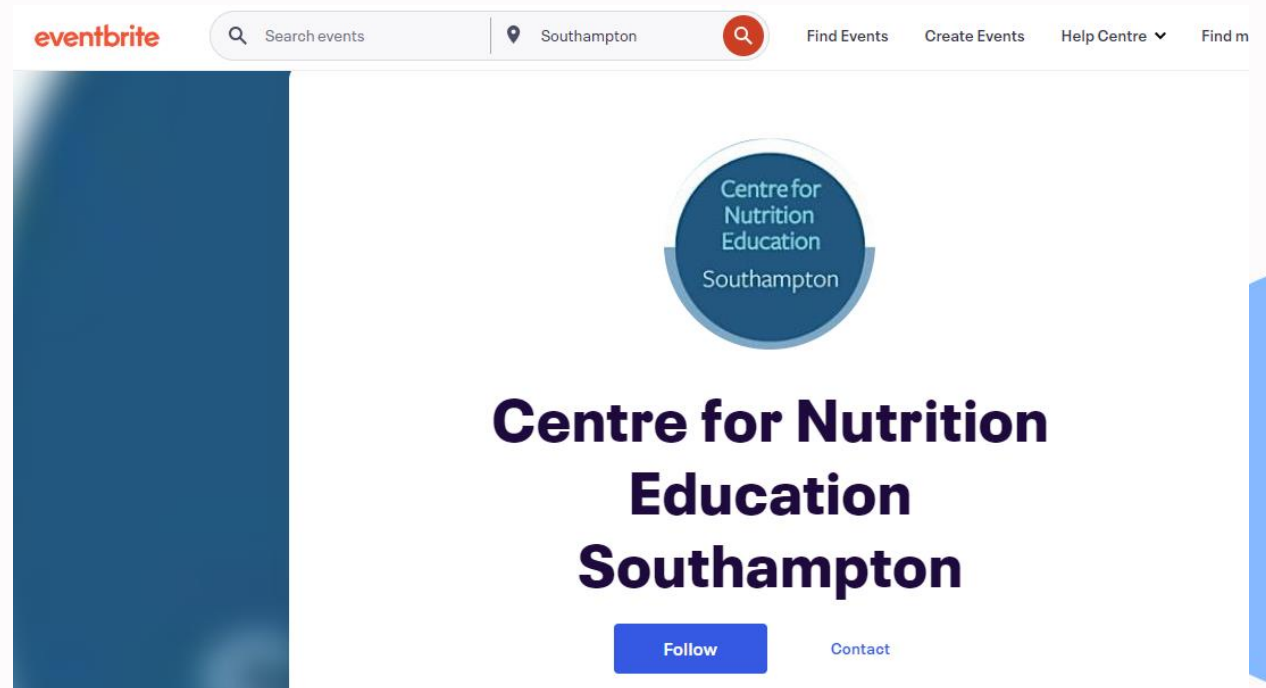 eventbrite
Search events
Southampton
Find Events
Create Events
Help Centre
Find m
Centre for
Nutrition
Education
Southampton
Centre for Nutrition
Education
Southampton
Follow
Contact